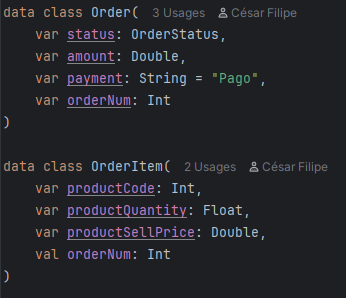 data class Order( 3 Usages César Filipe
var status: OrderStatus,
var amount: Double,
var payment: String = "Pago",
var orderNum: Int
)
data class OrderItem( 2 Usages César Filipe
var productCode: Int,
var productQuantity: Float,
var productSellPrice: Double,
val orderNum: Int
)